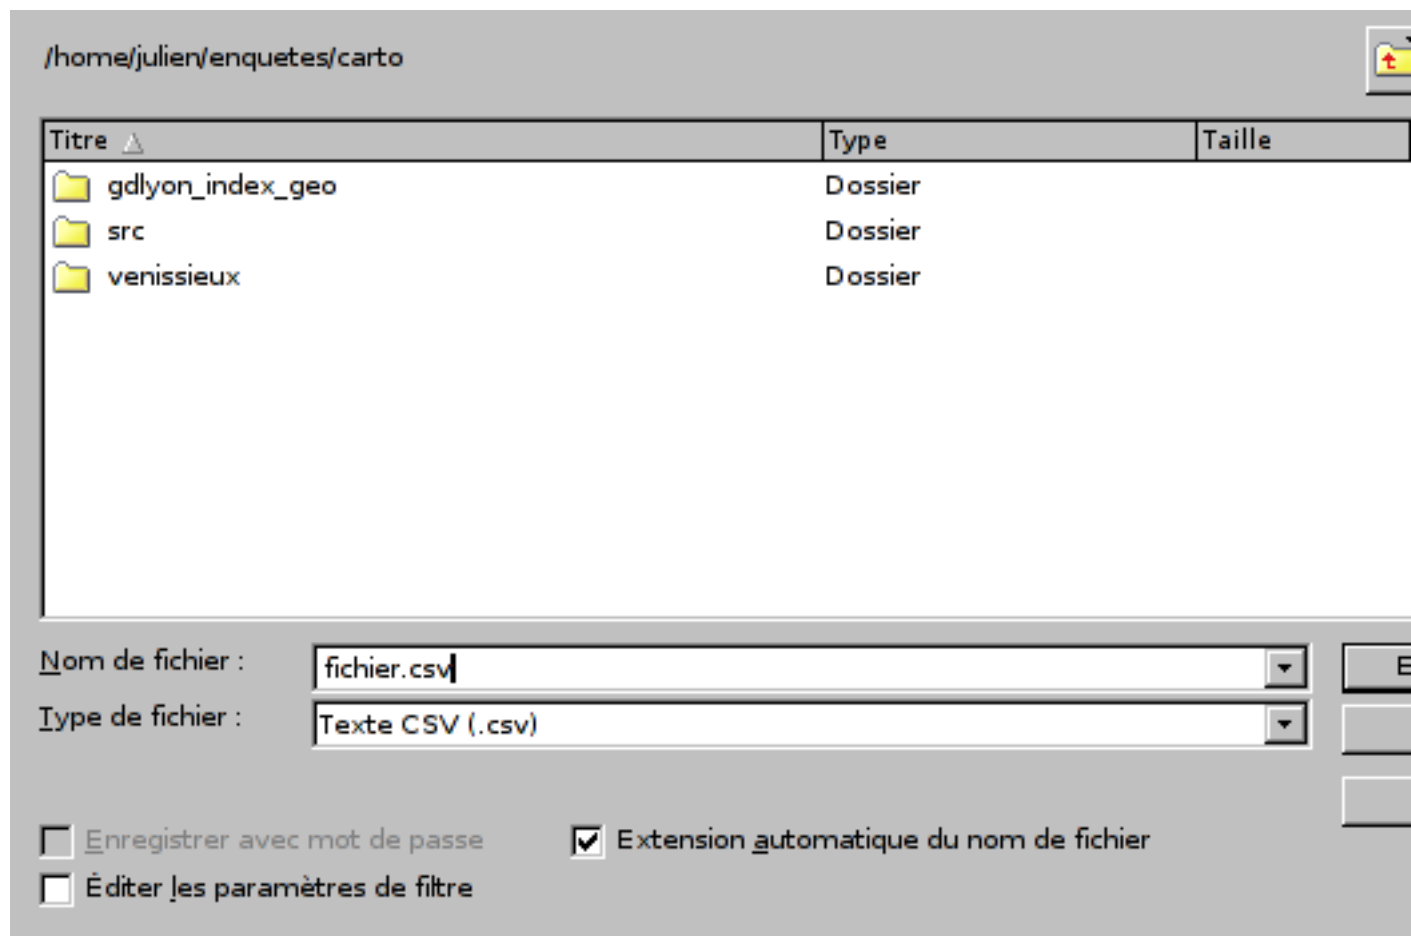 /home/julien/enquetes/carto
Titre Type Taille
gdlyon_index_geo Dossier
src Dossier
venissieux Dossier
Nom de fichier : fichier.csv
E
Type de fichier : Texte CSV (.csv)
Enregistrer avec mot de passe Extension automatique du nom de fichier
Éditer les paramètres de filtre